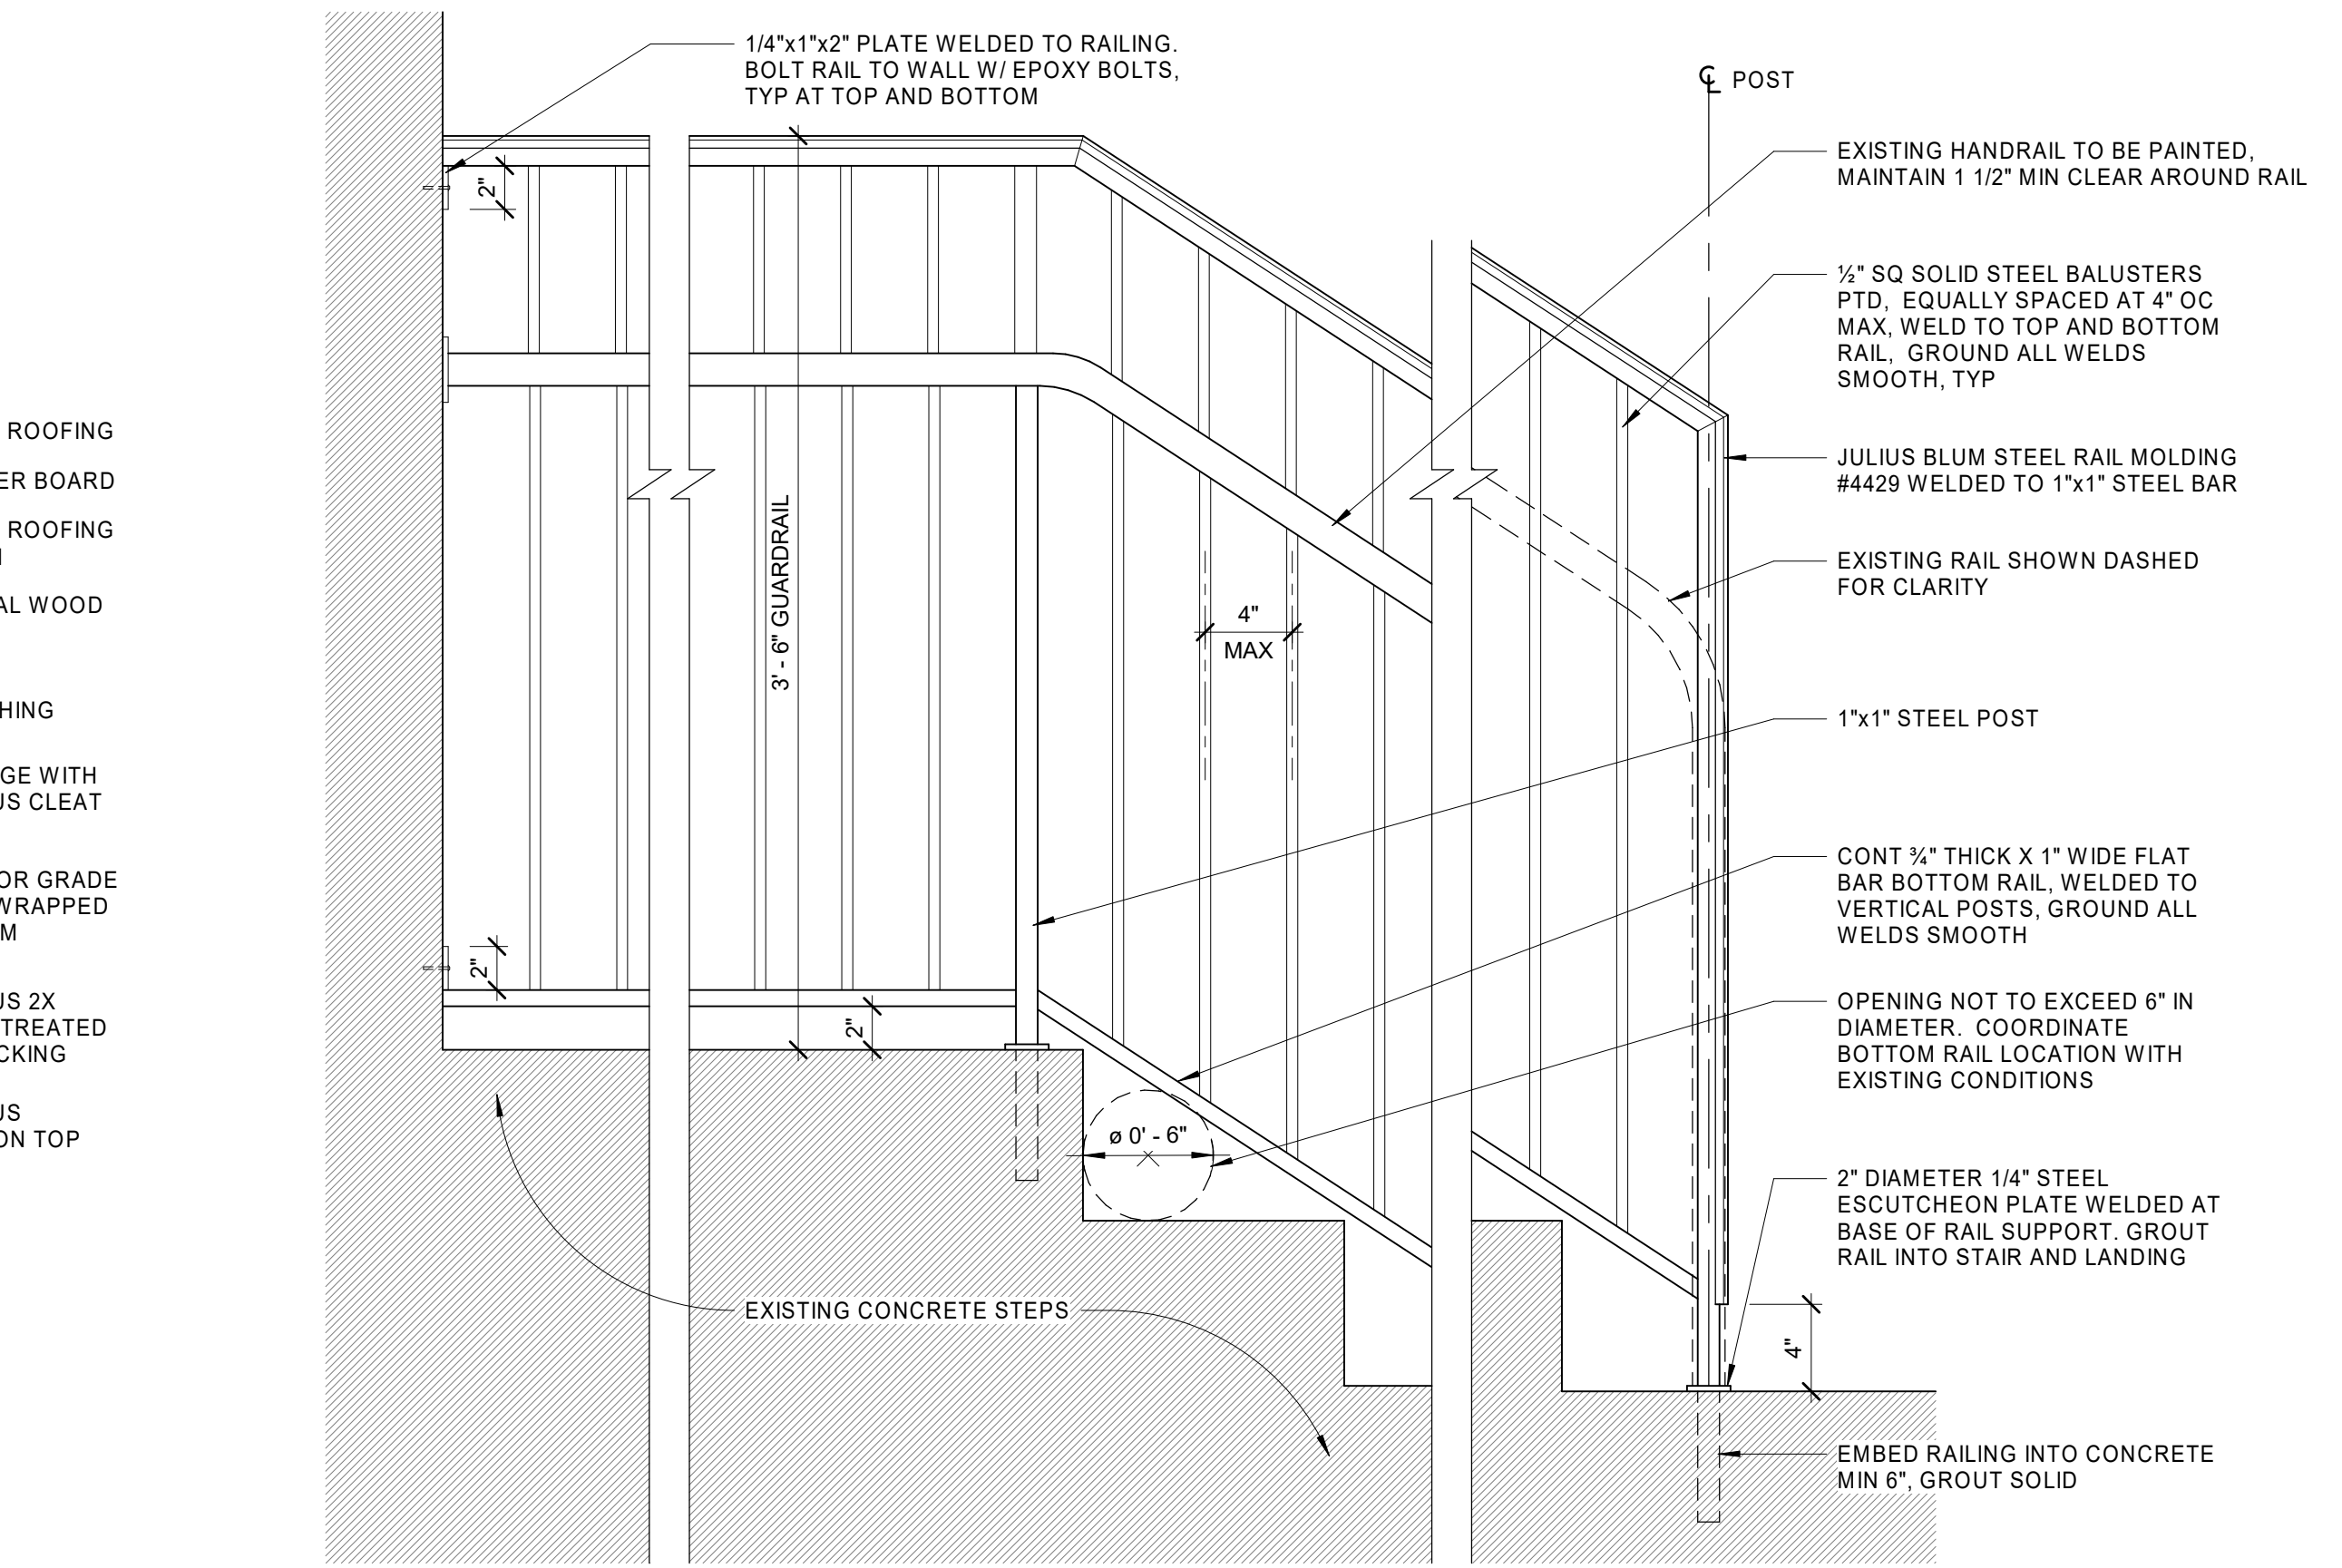 ROOFING
ER BOARD
ROOFING
AL WOOD
HING
GE WITH
US CLEAT
OR GRADE
WRAPPED
M
US 2X
TREATED
CKING
US
ON TOP
1/4"x1"x2" PLATE WELDED TO RAILING.
BOLT RAIL TO WALL W/ EPOXY BOLTS,
TYP AT TOP AND BOTTOM
2"
3' - 6" GUARDRAIL
4"
MAX
2"
2"
ø 0' - 6"
EXISTING CONCRETE STEPS
4"
℄ POST
EXISTING HANDRAIL TO BE PAINTED,
MAINTAIN 1 1/2" MIN CLEAR AROUND RAIL
½" SQ SOLID STEEL BALUSTERS
PTD, EQUALLY SPACED AT 4" OC
MAX, WELD TO TOP AND BOTTOM
RAIL, GROUND ALL WELDS
SMOOTH, TYP
JULIUS BLUM STEEL RAIL MOLDING
#4429 WELDED TO 1"x1" STEEL BAR
EXISTING RAIL SHOWN DASHED
FOR CLARITY
1"x1" STEEL POST
CONT ¾" THICK X 1" WIDE FLAT
BAR BOTTOM RAIL, WELDED TO
VERTICAL POSTS, GROUND ALL
WELDS SMOOTH
OPENING NOT TO EXCEED 6" IN
DIAMETER. COORDINATE
BOTTOM RAIL LOCATION WITH
EXISTING CONDITIONS
2" DIAMETER 1/4" STEEL
ESCUTCHEON PLATE WELDED AT
BASE OF RAIL SUPPORT. GROUT
RAIL INTO STAIR AND LANDING
EMBED RAILING INTO CONCRETE
MIN 6", GROUT SOLID